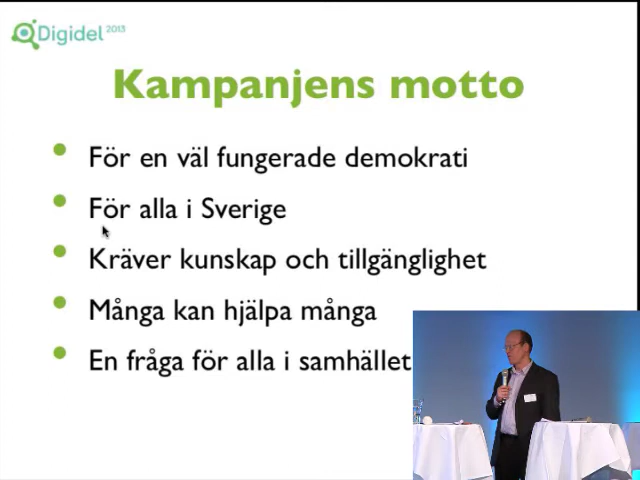 Digidel 2013
Kampanjens motto
För en väl fungerade demokrati
För alla i Sverige
Kräver kunskap och tillgänglighet
Många kan hjälpa många
En fråga för alla i samhället